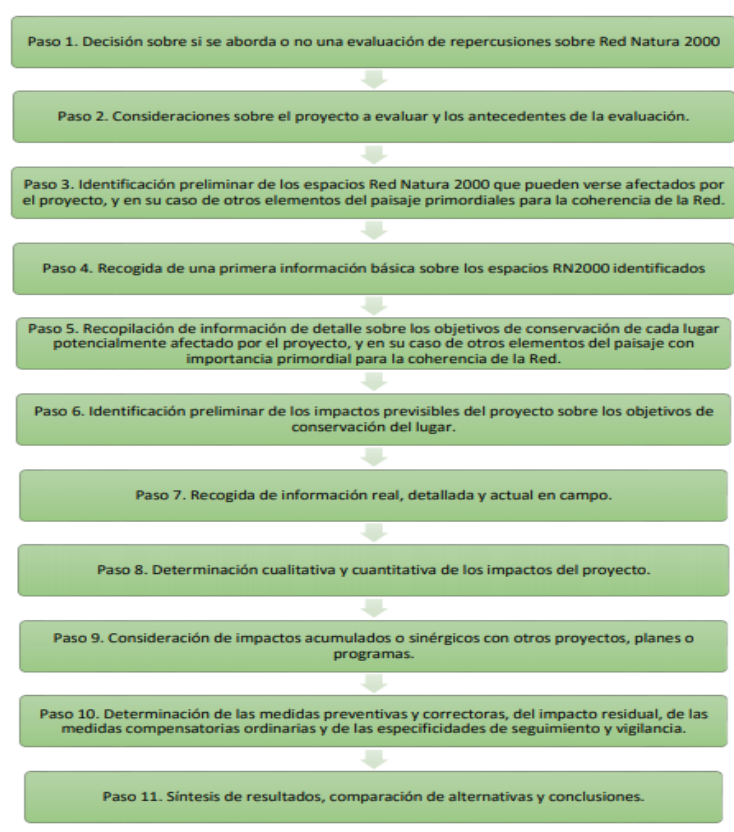 Paso 1. Decisión sobre si se aborda o no una evaluación de repercusiones sobre Red Natura 2000
Paso 2. Consideraciones sobre el proyecto a evaluar y los antecedentes de la evaluación.
Paso 3. Identificación preliminar de los espacios Red Natura 2000 que pueden verse afectados por
el proyecto, y en su caso de otros elementos del paisaje primordiales para la coherencia de la Red.
Paso 4. Recogida de una primera información básica sobre los espacios RN2000 identificados
Paso 5. Recopilación de información de detalle sobre los objetivos de conservación de cada lugar
potencialmente afectado por el proyecto, y en su caso de otros elementos del paisaje con
importancia primordial para la coherencia de la Red.
Paso 6. Identificación preliminar de los impactos previsibles del proyecto sobre los objetivos de
conservación del lugar.
Paso 7. Recogida de información real, detallada y actual en campo.
Paso 8. Determinación cualitativa y cuantitativa de los impactos del proyecto.
Paso 9. Consideración de impactos acumulados o sinérgicos con otros proyectos, planes o
programas.
Paso 10. Determinación de las medidas preventivas y correctoras, del impacto residual, de las
medidas compensatorias ordinarias y de las especificidades de seguimiento y vigilancia.
Paso 11. Síntesis de resultados, comparación de alternativas y conclusiones.